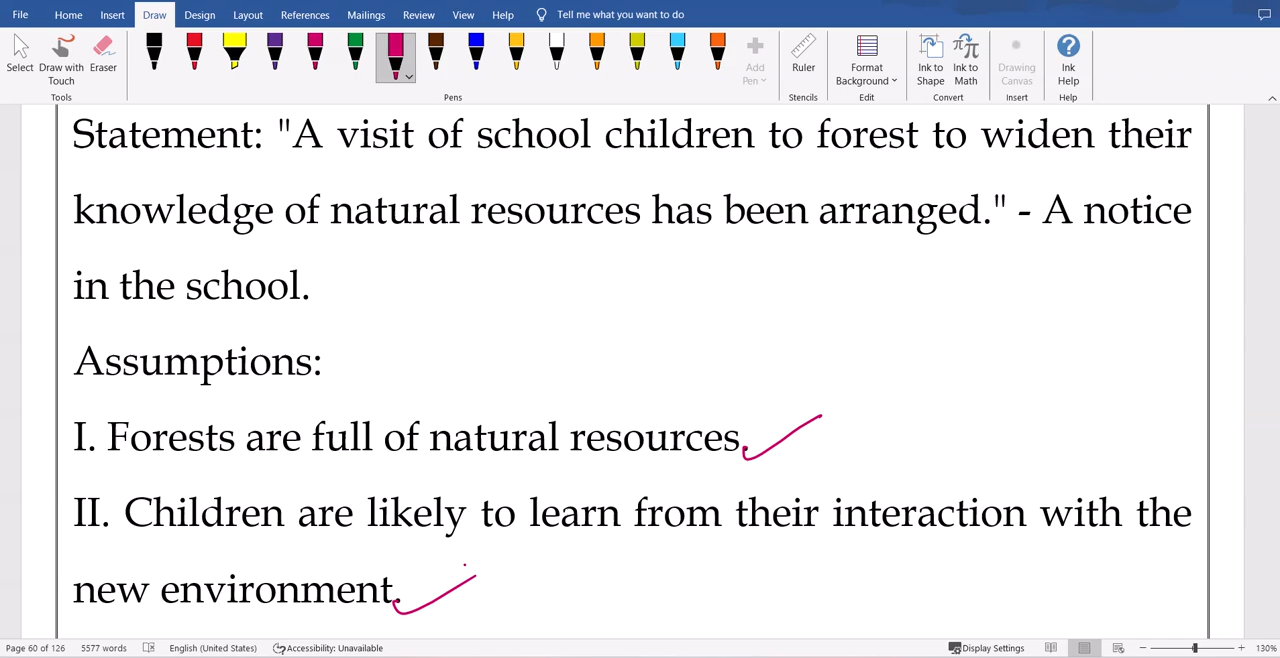 File Home Insert Draw Design Layout References Mailings Review View Help Tell me what you want to do
Select Draw with Touch Eraser Add Pen Ruler Format Background Ink to Shape Ink to Math Drawing Canvas Ink Help
Tools Pens Stencils Edit Convert Insert Help
Statement: "A visit of school children to forest to widen their
knowledge of natural resources has been arranged." - A notice
in the school.
Assumptions:
I. Forests are full of natural resources.
II. Children are likely to learn from their interaction with the
new environment.
Page 60 of 126 5577 words English (United States) Accessibility: Unavailable Display Settings 130%